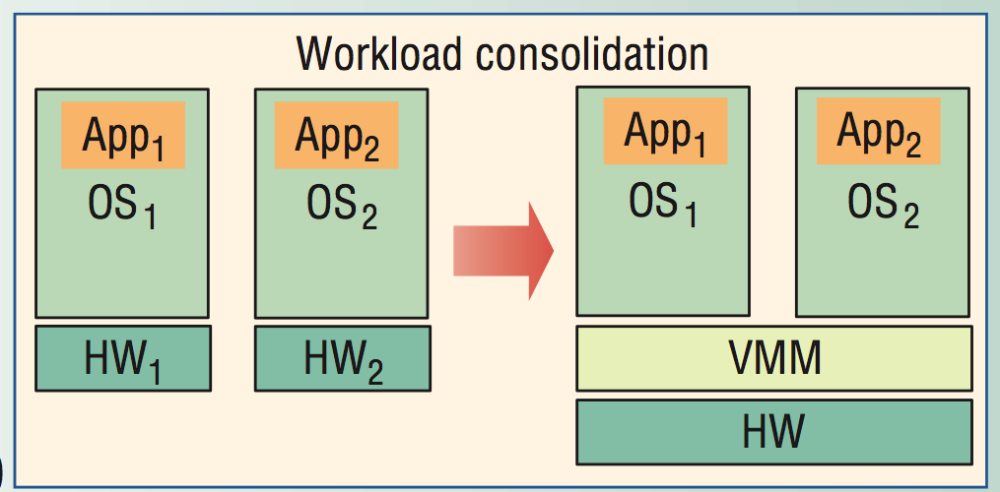 Workload consolidation
App1 App2 App1 App2
OS1 OS2 OS1 OS2
HW1 HW2 VMM
HW